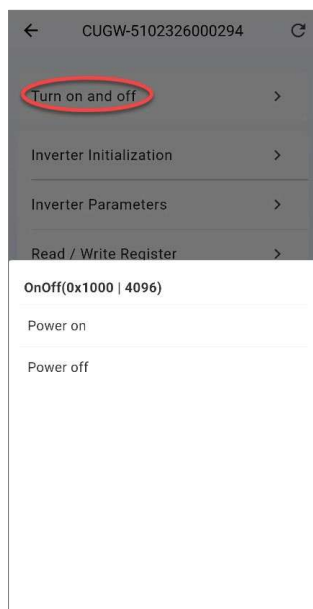 CUGW-5102326000294
Turn on and off
Inverter Initialization
Inverter Parameters
Read / Write Register
OnOff(0x1000 | 4096)
Power on
Power off